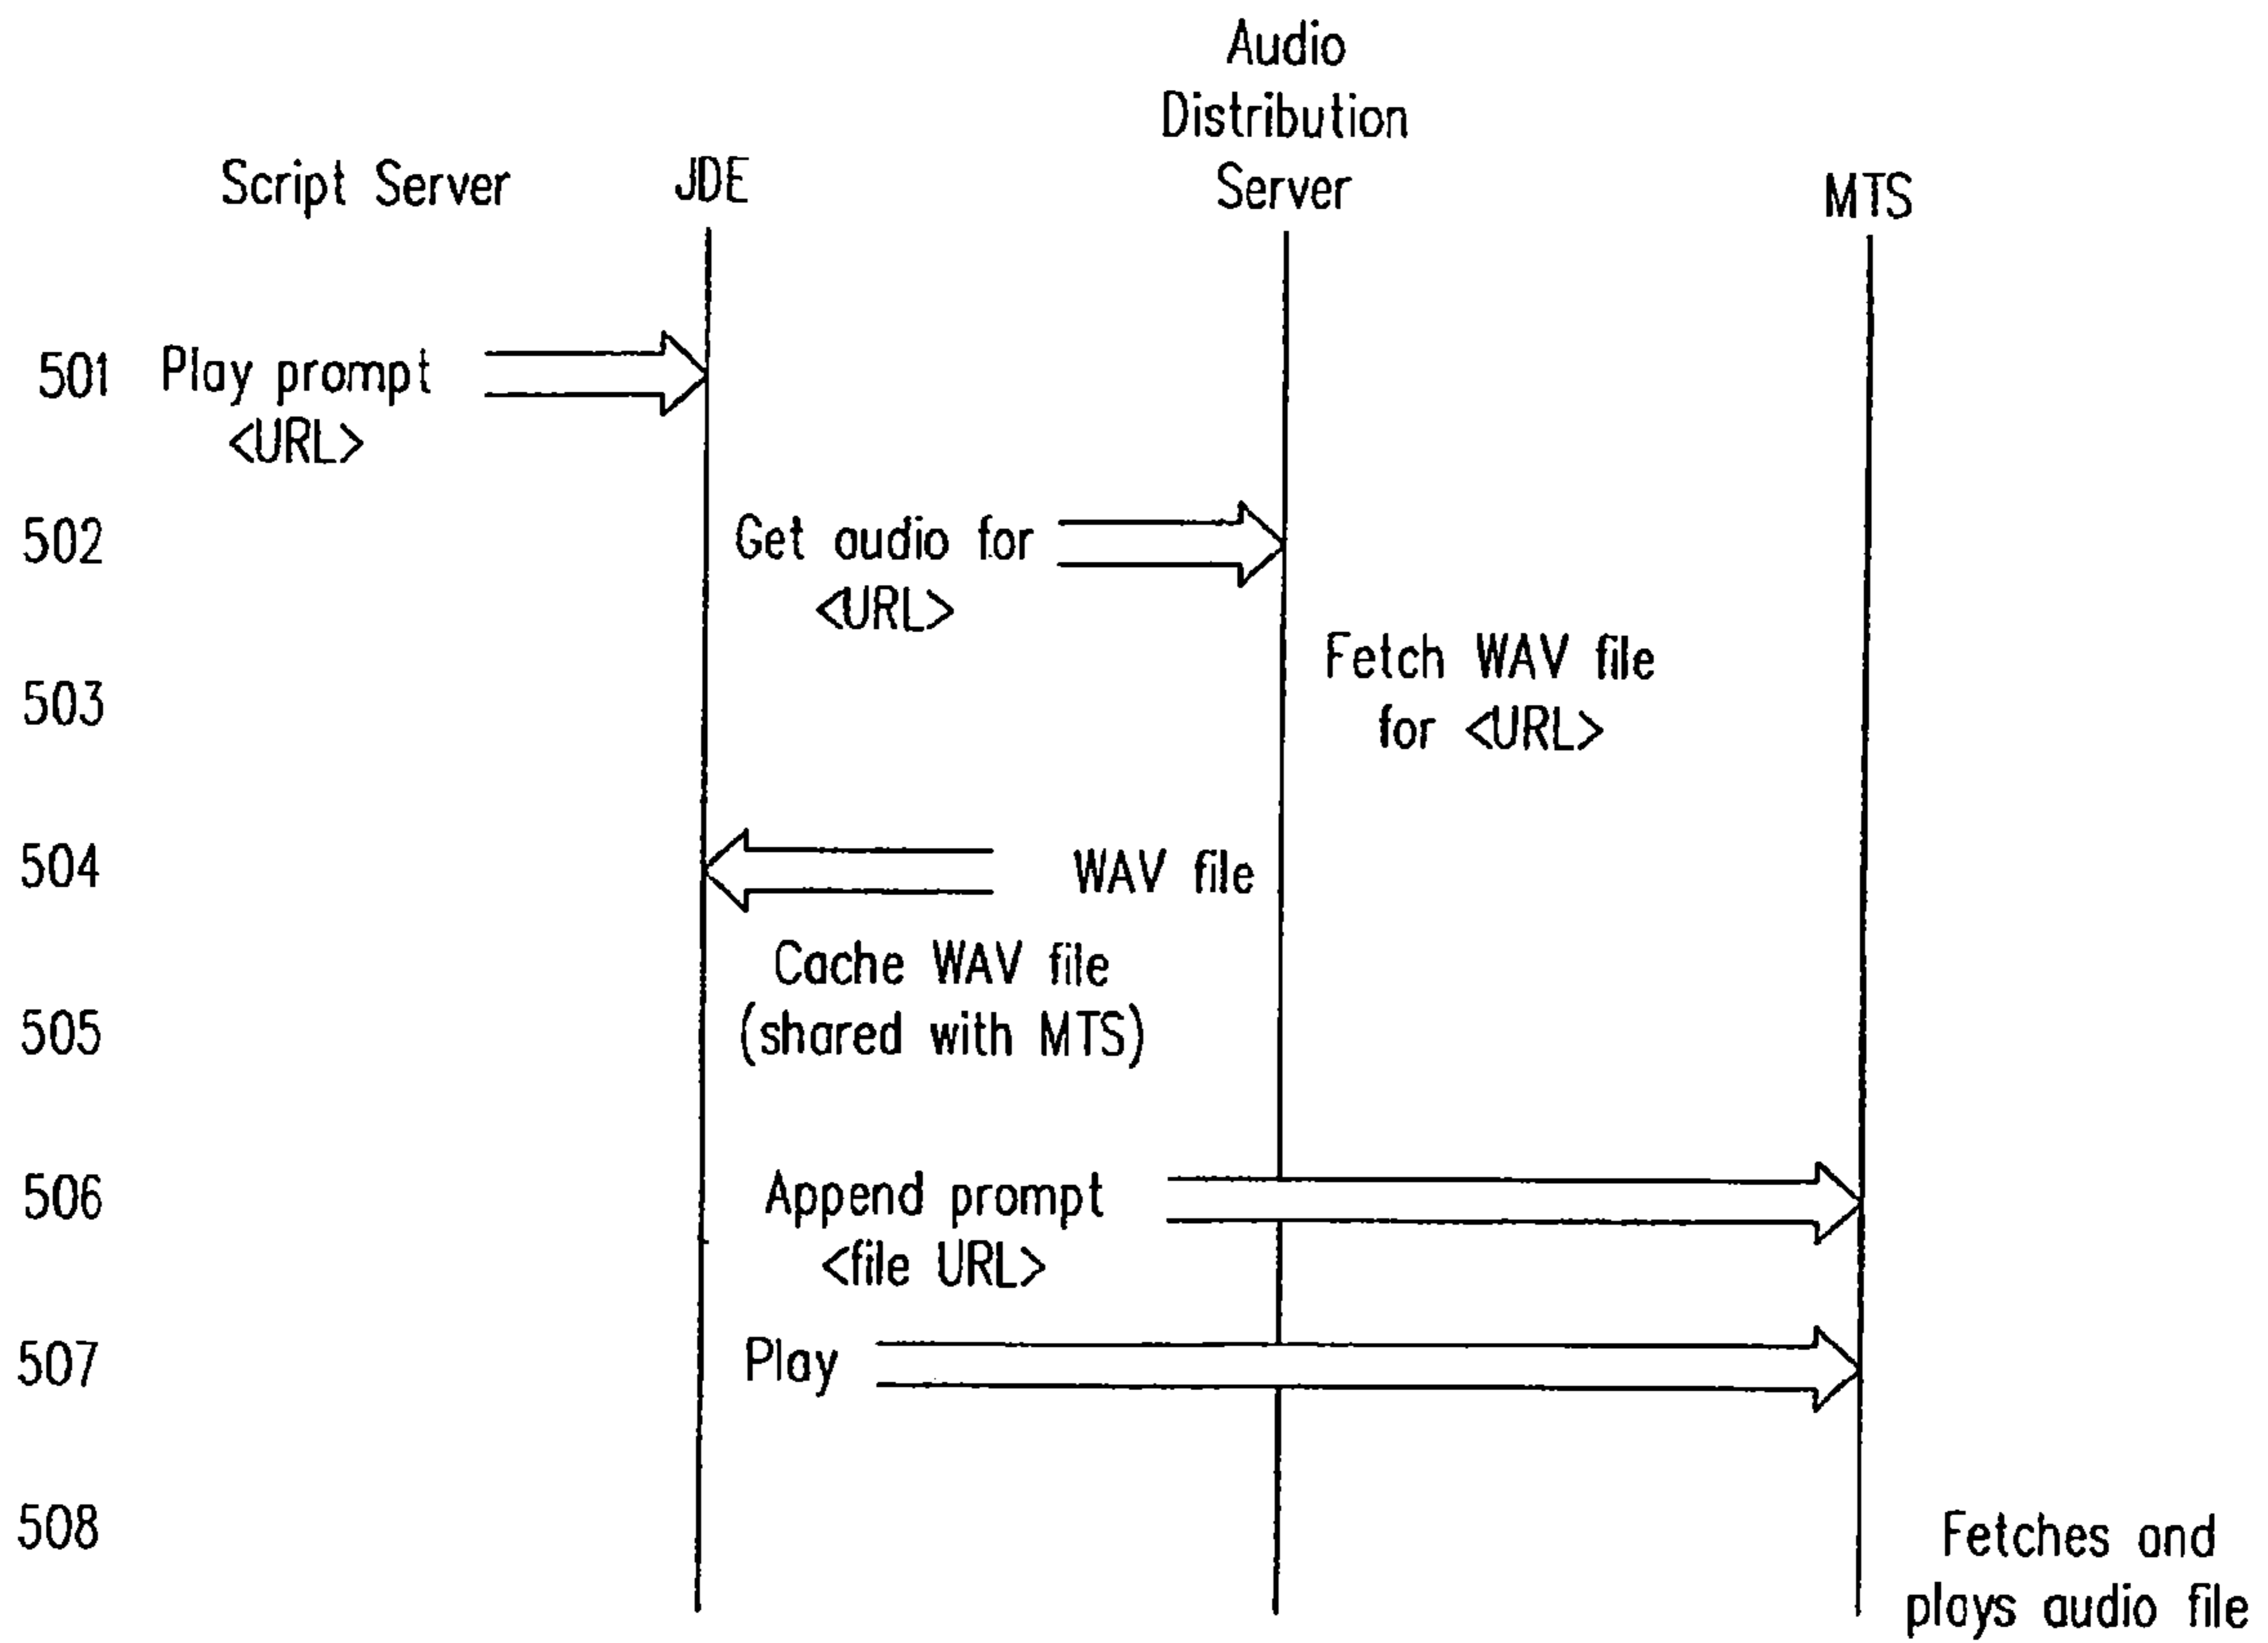 Audio
Distribution
Script Server JDE Server MTS
501 Play prompt
<URL>
502 Get audio for
<URL>
Fetch WAV file
503
for <URL>
504 WAV file
Cache WAV file
505 (shared with MTS)
506 Append prompt
<file URL>
507 Play
508 Fetches and
plays audio file